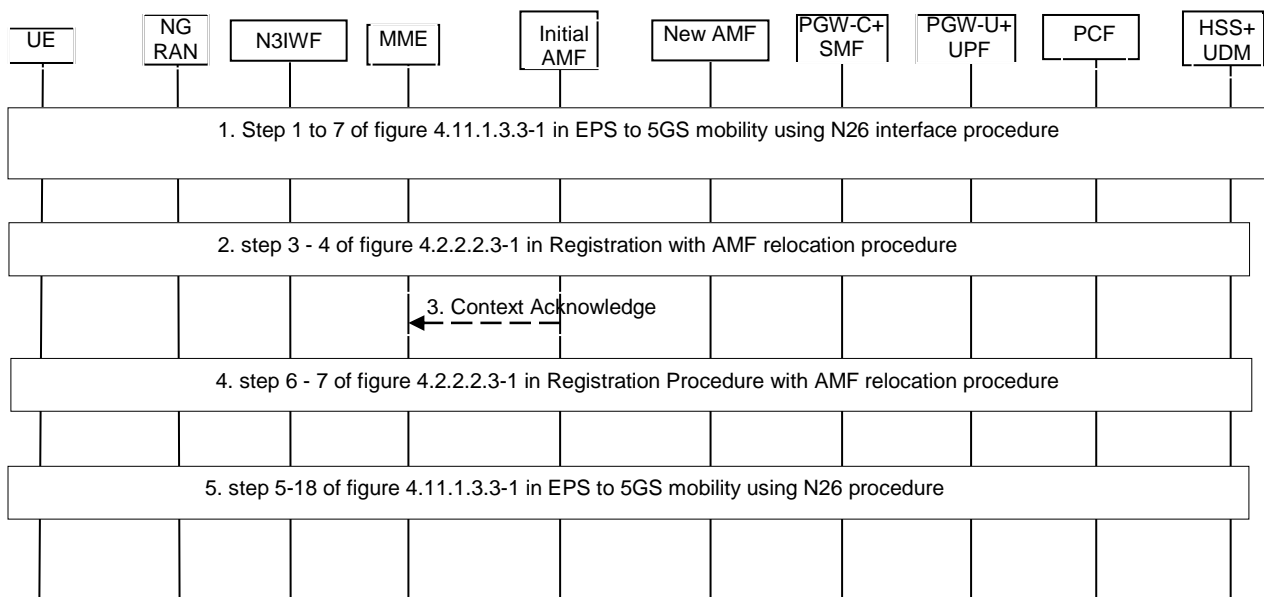 UE
NG
RAN
N3IWF
MME
Initial
AMF
New AMF
PGW-C+
SMF
PGW-U+
UPF
PCF
HSS+
UDM
1. Step 1 to 7 of figure 4.11.1.3.3-1 in EPS to 5GS mobility using N26 interface procedure
2. step 3 - 4 of figure 4.2.2.2.3-1 in Registration with AMF relocation procedure
3. Context Acknowledge
4. step 6 - 7 of figure 4.2.2.2.3-1 in Registration Procedure with AMF relocation procedure
5. step 5-18 of figure 4.11.1.3.3-1 in EPS to 5GS mobility using N26 procedure